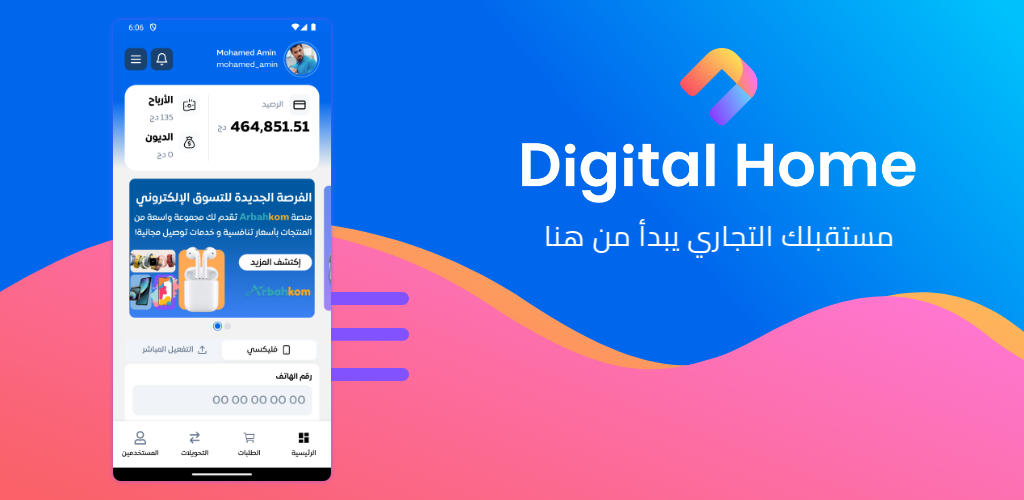 6:06
Mohamed Amin
mohamed_amin
الرصيد
464,851.51 دج
الأرباح
135 دج
الديون
0 دج
الفرصة الجديدة للتسوق الإلكتروني
منصة Arbahkom تقدم لك مجموعة واسعة من
المنتجات بأسعار تنافسية و خدمات توصيل مجانية!
إكتشف المزيد
Arbahkom
فليكسي
التفعيل المباشر
رقم الهاتف
00 00 00 00 00
الرئيسية
الطلبات
التحويلات
المستخدمين
Digital Home
مستقبلك التجاري يبدأ من هنا